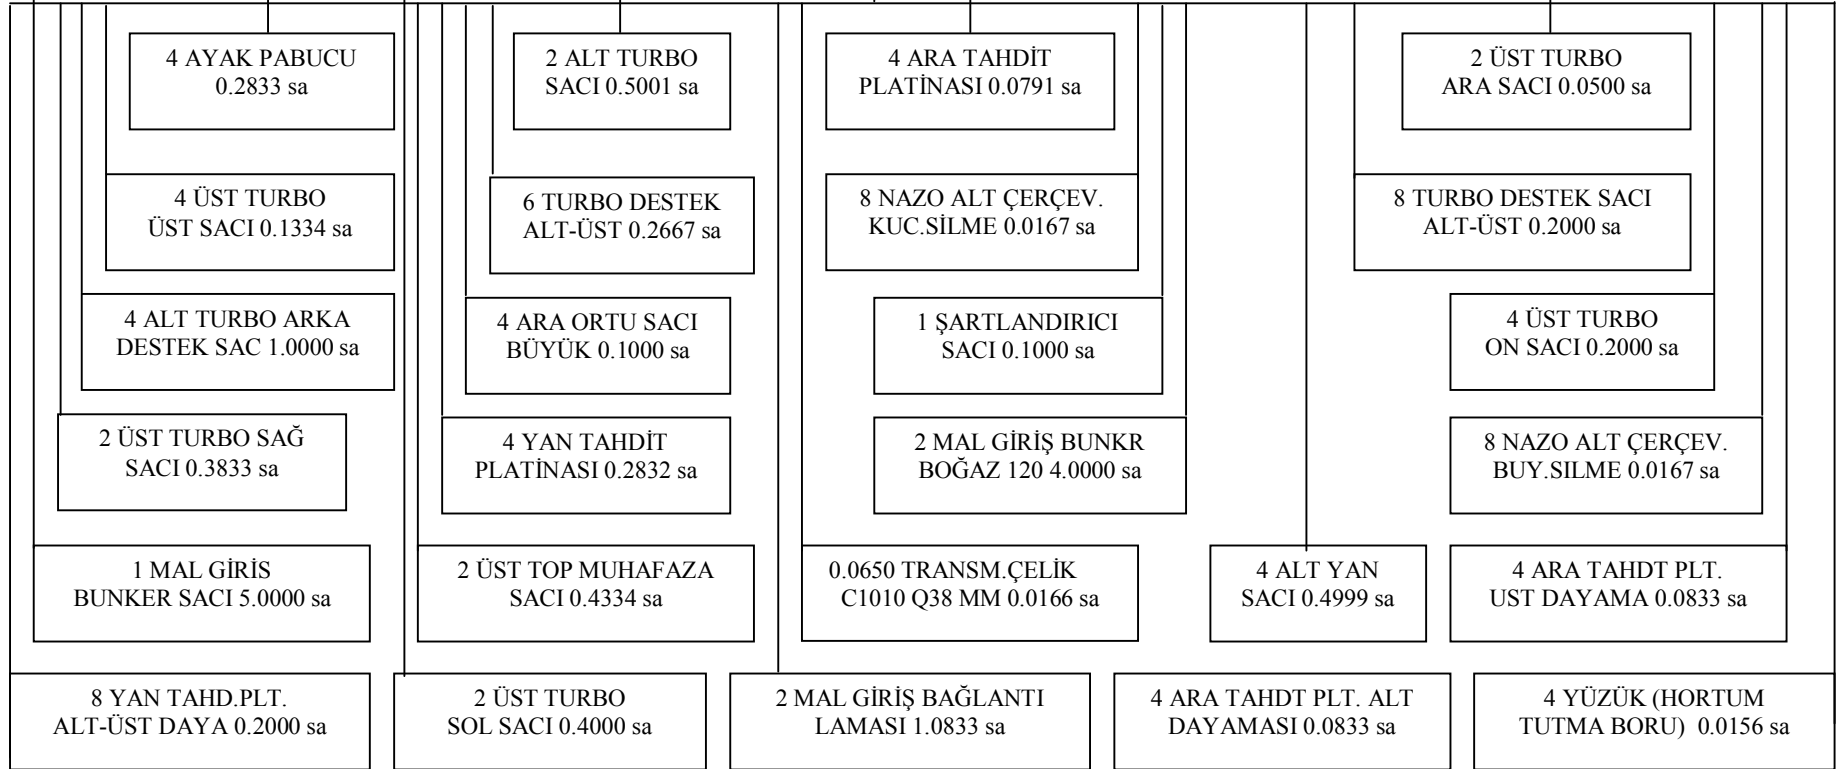 4 AYAK PABUCU
0.2833 sa
2 ALT TURBO
SACI 0.5001 sa
4 ARA TAHDİT
PLATİNASI 0.0791 sa
2 ÜST TURBO
ARA SACI 0.0500 sa
4 ÜST TURBO
ÜST SACI 0.1334 sa
6 TURBO DESTEK
ALT-ÜST 0.2667 sa
8 NAZO ALT ÇERÇEV.
KUC.SİLME 0.0167 sa
8 TURBO DESTEK SACI
ALT-ÜST 0.2000 sa
4 ALT TURBO ARKA
DESTEK SAC 1.0000 sa
4 ARA ORTU SACI
BÜYÜK 0.1000 sa
1 ŞARTLANDIRICI
SACI 0.1000 sa
4 ÜST TURBO
ON SACI 0.2000 sa
2 ÜST TURBO SAĞ
SACI 0.3833 sa
4 YAN TAHDİT
PLATİNASI 0.2832 sa
2 MAL GİRİŞ BUNKR
BOĞAZ 120 4.0000 sa
8 NAZO ALT ÇERÇEV.
BUY.SILME 0.0167 sa
1 MAL GİRİS
BUNKER SACI 5.0000 sa
2 ÜST TOP MUHAFAZA
SACI 0.4334 sa
0.0650 TRANSM.ÇELİK
C1010 Q38 MM 0.0166 sa
4 ALT YAN
SACI 0.4999 sa
4 ARA TAHDT PLT.
UST DAYAMA 0.0833 sa
8 YAN TAHD.PLT.
ALT-ÜST DAYA 0.2000 sa
2 ÜST TURBO
SOL SACI 0.4000 sa
2 MAL GİRİŞ BAĞLANTI
LAMASI 1.0833 sa
4 ARA TAHDT PLT. ALT
DAYAMASI 0.0833 sa
4 YÜZÜK (HORTUM
TUTMA BORU) 0.0156 sa